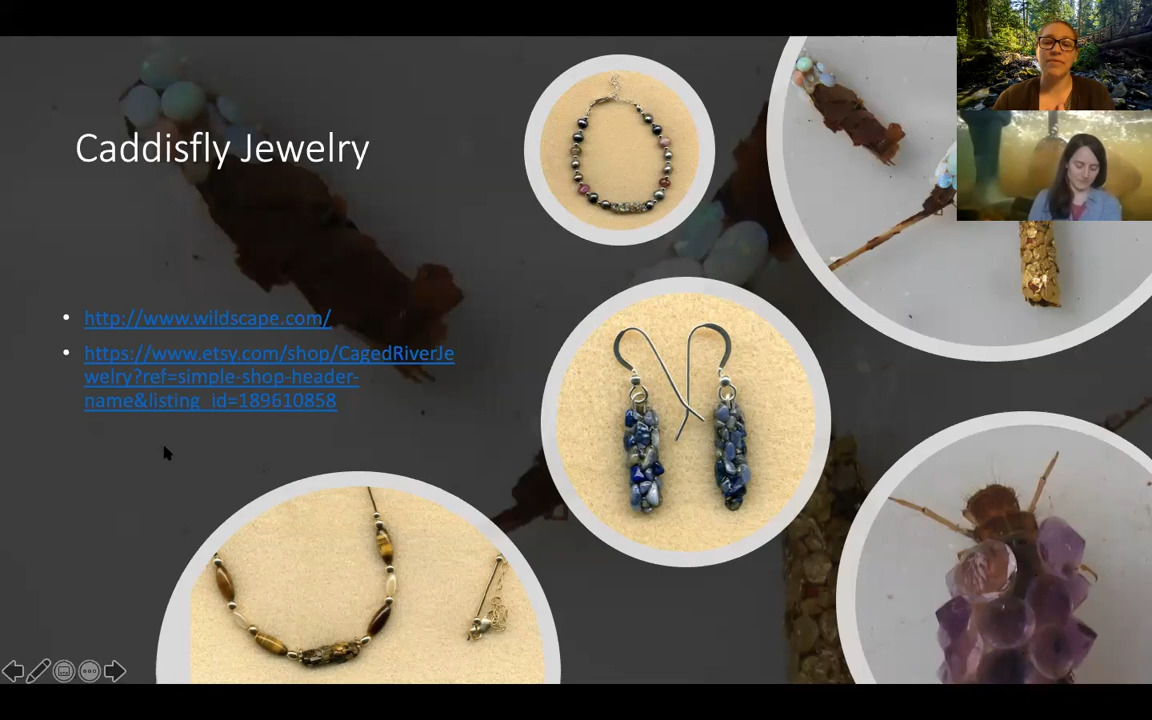 Caddisfly Jewelry
http://www.wildscape.com/
https://www.etsy.com/shop/CagedRiverJe
welry?ref=simple-shop-header-
name&listing_id=189610858